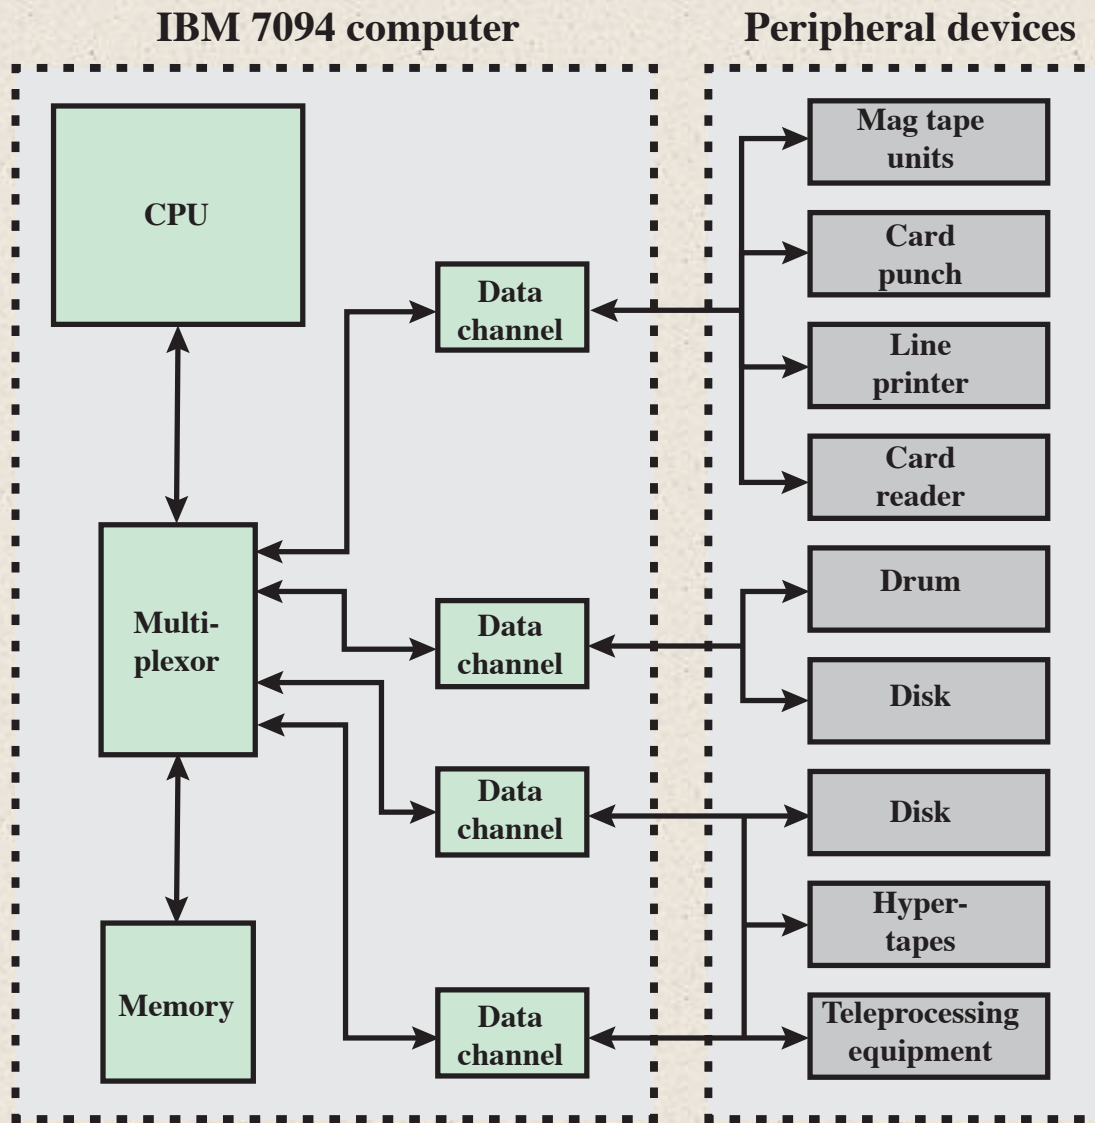 IBM 7094 computer
Peripheral devices
CPU
Data
channel
Multi-
plexor
Data
channel
Data
channel
Memory
Data
channel
Mag tape
units
Card
punch
Line
printer
Card
reader
Drum
Disk
Disk
Hyper-
tapes
Teleprocessing
equipment